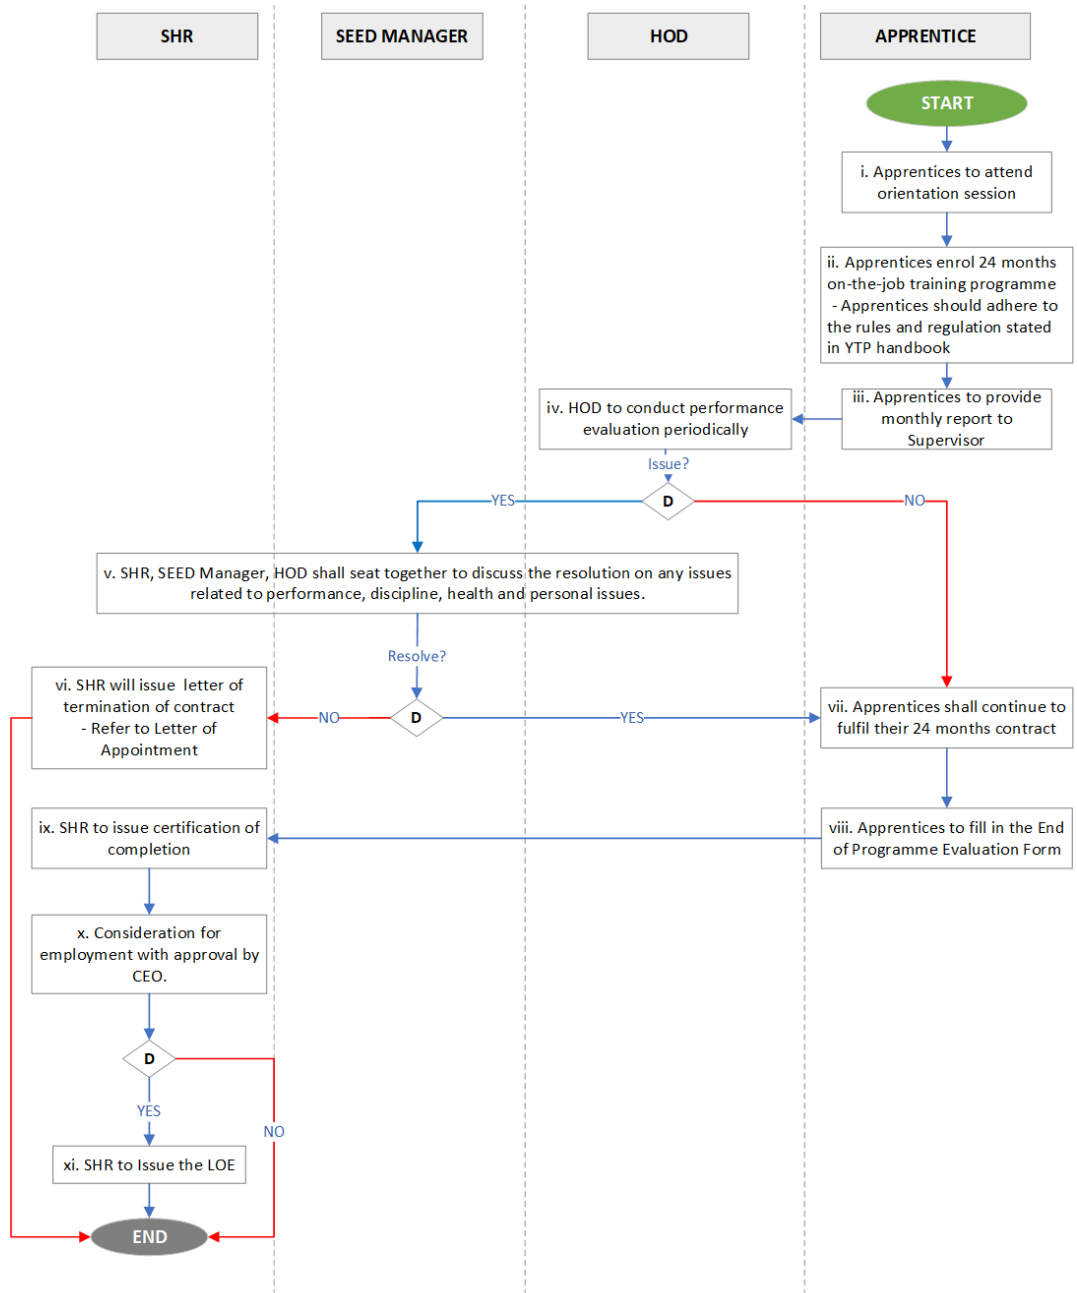 SHR
SEED MANAGER
HOD
APPRENTICE
START
i. Apprentices to attend
orientation session
ii. Apprentices enrol 24 months
on-the-job training programme
- Apprentices should adhere to
the rules and regulation stated
in YTP handbook
iii. Apprentices to provide
monthly report to
Supervisor
iv. HOD to conduct performance
evaluation periodically
Issue?
D
YES
NO
v. SHR, SEED Manager, HOD shall seat together to discuss the resolution on any issues
related to performance, discipline, health and personal issues.
Resolve?
D
NO
YES
vi. SHR will issue letter of
termination of contract
- Refer to Letter of
Appointment
vii. Apprentices shall continue to
fulfil their 24 months contract
viii. Apprentices to fill in the End
of Programme Evaluation Form
ix. SHR to issue certification of
completion
x. Consideration for
employment with approval by
CEO.
D
YES
NO
xi. SHR to Issue the LOE
END